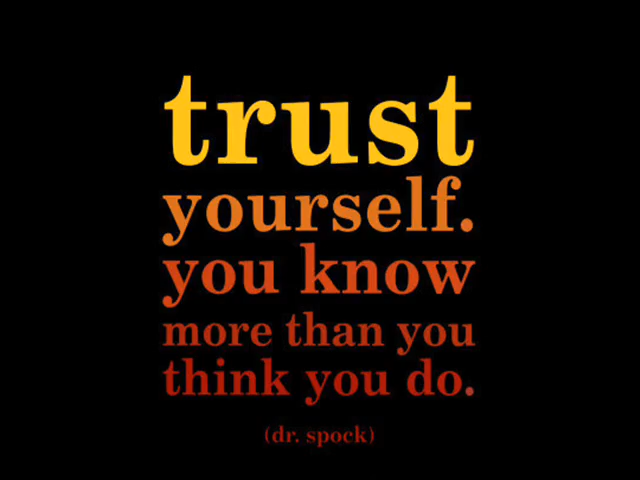 trust
yourself.
you know
more than you
think you do.
(dr. spock)